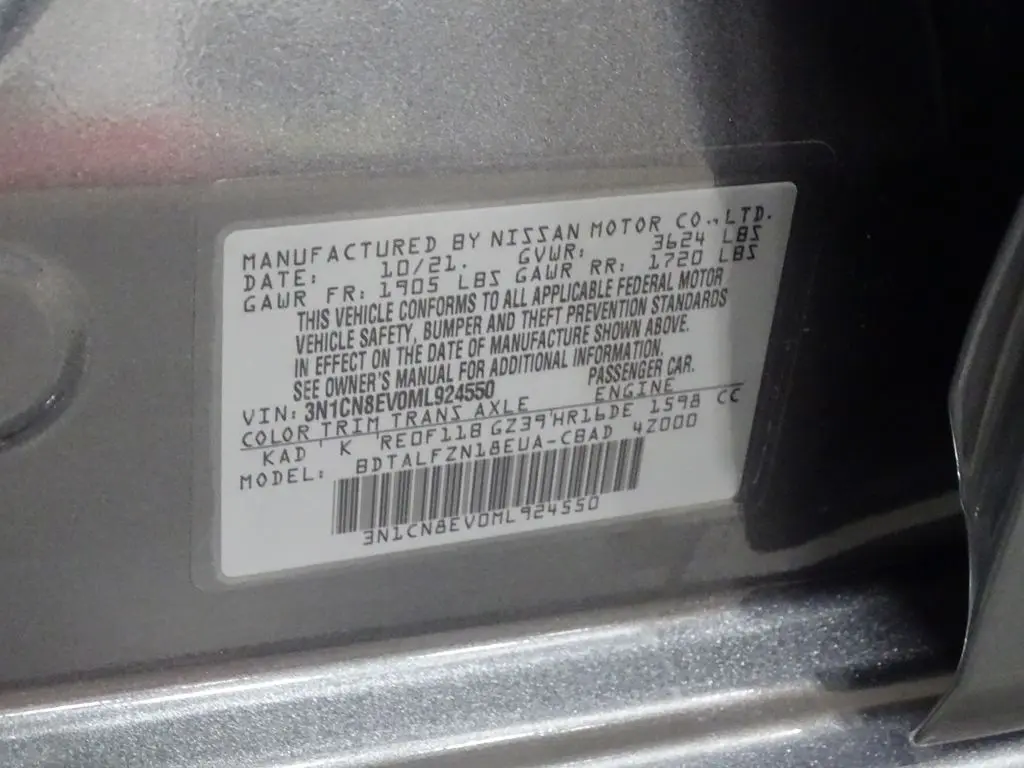 MANUFACTURED BY NISSAN MOTOR CO., LTD.
DATE: 10/21. GVWR: 3624 LBS
GAWR FR: 1905 LBS GAWR RR: 1720 LBS
THIS VEHICLE CONFORMS TO ALL APPLICABLE FEDERAL MOTOR
VEHICLE SAFETY, BUMPER AND THEFT PREVENTION STANDARDS
IN EFFECT ON THE DATE OF MANUFACTURE SHOWN ABOVE.
SEE OWNER'S MANUAL FOR ADDITIONAL INFORMATION.
VIN: 3N1CN8EV0ML924550 PASSENGER CAR.
COLOR TRIM TRANS AXLE ENGINE
KAD K RE0F11B GZ39 HR16DE 1598 CC
MODEL: BDTALFZN18EUA-CBAD 4Z000
3N1CN8EV0ML924550